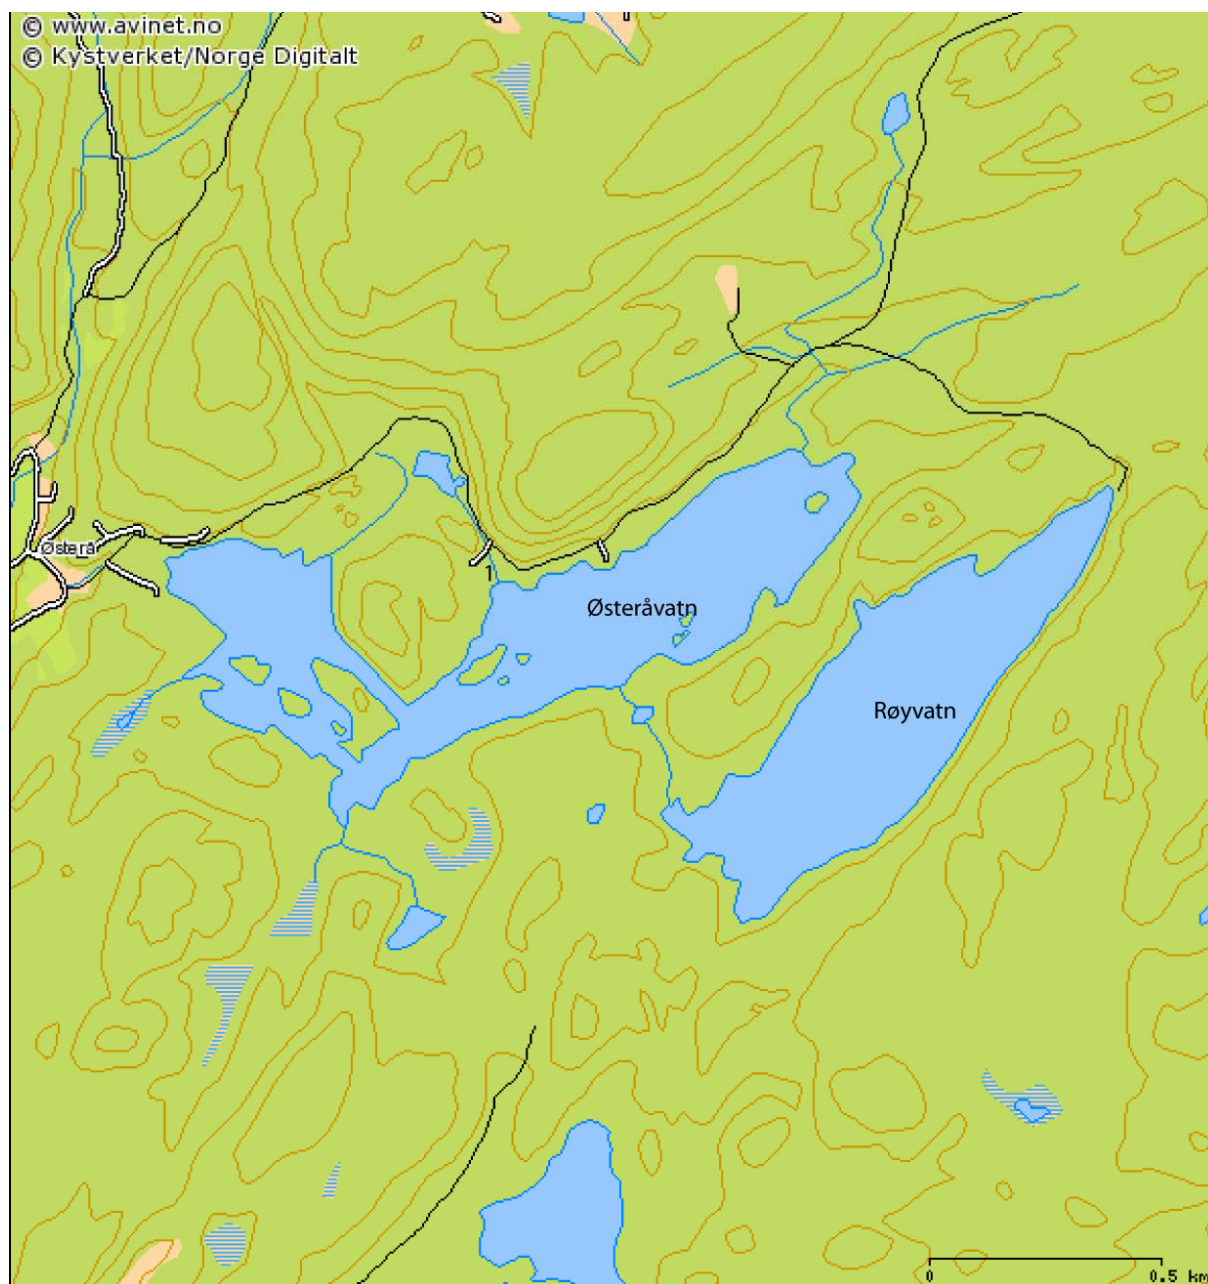 © www.avinet.no
© Kystverket/Norge Digitalt
Østerå
1
Østeråvatn
Røyvatn
0 0.5 km